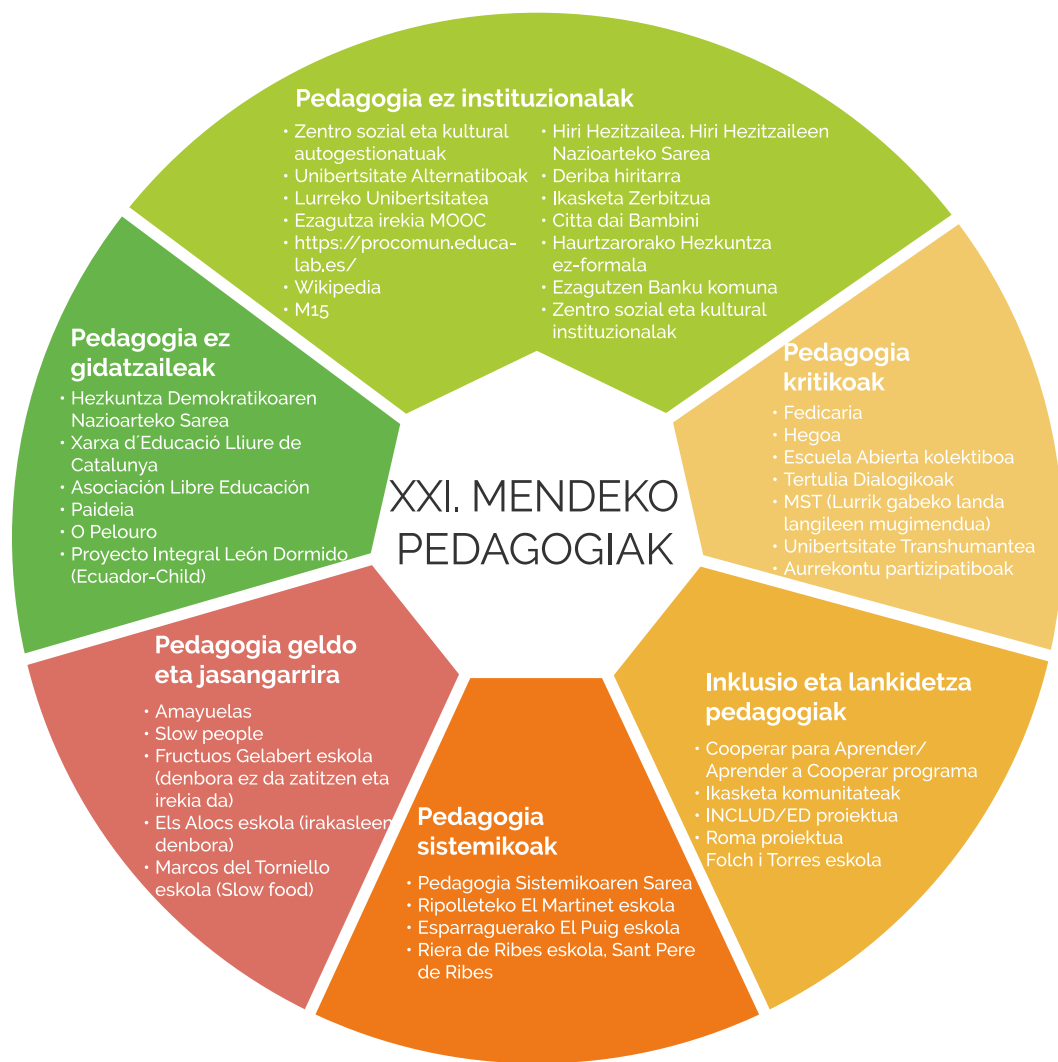 Pedagogia ez instituzionalak
• Zentro sozial eta kultural
autogestionatuak
• Unibertsitate Alternatiboak
• Lurreko Unibertsitatea
• Ezagutza irekia MOOC
• https://procomun.educa-
lab,es/
• Wikipedia
• M15
• Hiri Hezitzailea, Hiri Hezitzaileen
Nazioarteko Sarea
• Deriba hiritarra
• Ikasketa Zerbitzua
• Citta dai Bambini
• Haurtzarorako Hezkuntza
ez-formala
• Ezagutzen Banku komuna
• Zentro sozial eta kultural
instituzionalak
Pedagogia ez
gidatzaileak
• Hezkuntza Demokratikoaren
Nazioarteko Sarea
• Xarxa d´Educació Lliure de
Catalunya
• Asociación Libre Educación
• Paideia
• O Pelouro
• Proyecto Integral León Dormido
(Ecuador-Child)
XXI. MENDEKO
PEDAGOGIAK
Pedagogia
kritikoak
• Fedicaria
• Hegoa
• Escuela Abierta kolektiboa
• Tertulia Dialogikoak
• MST (Lurrik gabeko landa
langileen mugimendua)
• Unibertsitate Transhumantea
• Aurrekontu partizipatiboak
Pedagogia geldo
eta jasangarrira
• Amayuelas
• Slow people
• Fructuos Gelabert eskola
(denbora ez da zatitzen eta
irekia da)
• Els Alocs eskola (irakasleen
denbora)
• Marcos del Torniello
eskola (Slow food)
Pedagogia
sistemikoak
• Pedagogia Sistemikoaren Sarea
• Ripolleteko El Martinet eskola
• Esparraguerako El Puig eskola
• Riera de Ribes eskola, Sant Pere
de Ribes
Inklusio eta lankidetza
pedagogiak
• Cooperar para Aprender/
Aprender a Cooperar programa
• Ikasketa komunitateak
• INCLUD/ED proiektua
• Roma proiektua
Folch i Torres eskola